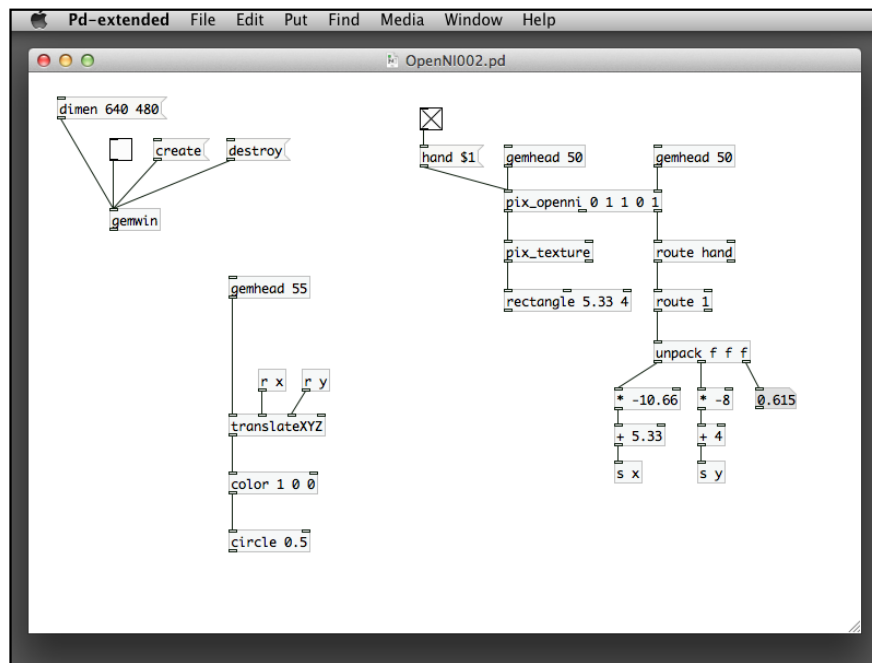 Pd-extended File Edit Put Find Media Window Help
OpenNI002.pd
dimen 640 480
create
destroy
gemwin
hand $1
gemhead 50
gemhead 50
pix_openni 0 1 1 0 1
pix_texture
route hand
rectangle 5.33 4
route 1
gemhead 55
unpack f f f
r x
r y
* -10.66
* -8
0.615
translateXYZ
+ 5.33
+ 4
s x
s y
color 1 0 0
circle 0.5